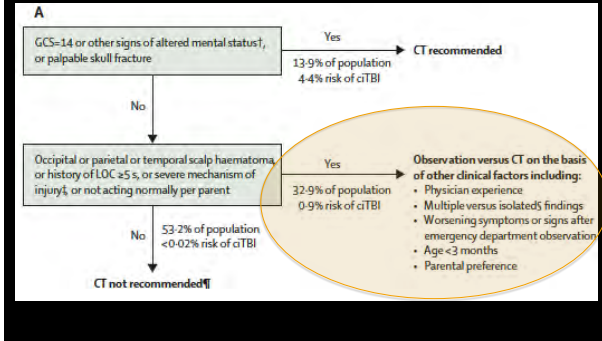 A
GCS=14 or other signs of altered mental status†,
or palpable skull fracture
Yes
13·9% of population
4·4% risk of ciTBI
CT recommended
No
Occipital or parietal or temporal scalp haematoma,
or history of LOC ≥5 s, or severe mechanism of
injury‡, or not acting normally per parent
Yes
32·9% of population
0·9% risk of ciTBI
Observation versus CT on the basis
of other clinical factors including:
• Physician experience
• Multiple versus isolated§ findings
• Worsening symptoms or signs after
emergency department observation
• Age <3 months
• Parental preference
No
53·2% of population
<0·02% risk of ciTBI
CT not recommended¶